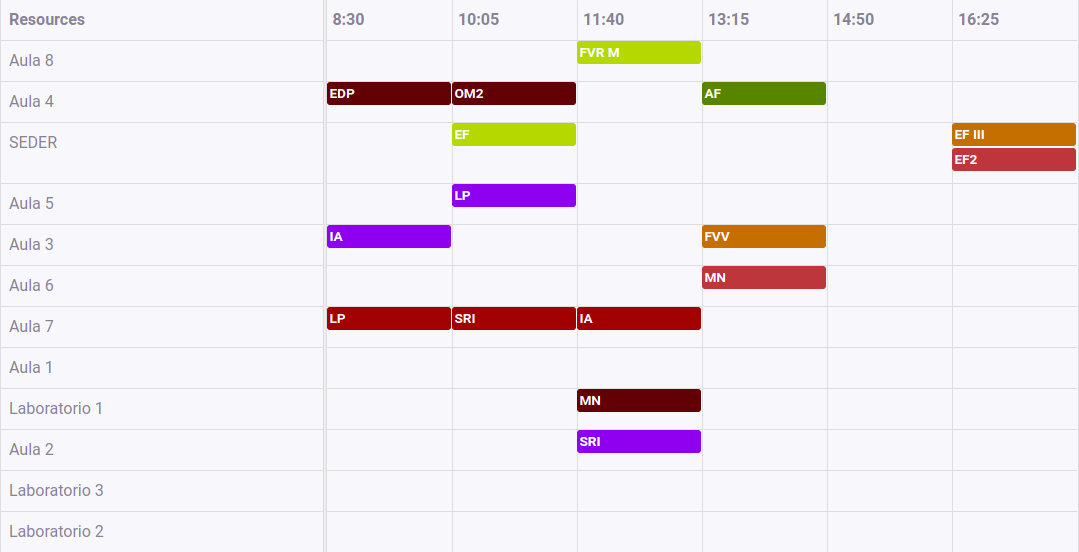 Resources 8:30 10:05 11:40 13:15 14:50 16:25
Aula 8 FVR M
Aula 4 EDP OM2 AF
SEDER EF EF III
EF2
Aula 5 LP
Aula 3 IA FVV
Aula 6 MN
Aula 7 LP SRI IA
Aula 1
Laboratorio 1 MN
Aula 2 SRI
Laboratorio 3
Laboratorio 2